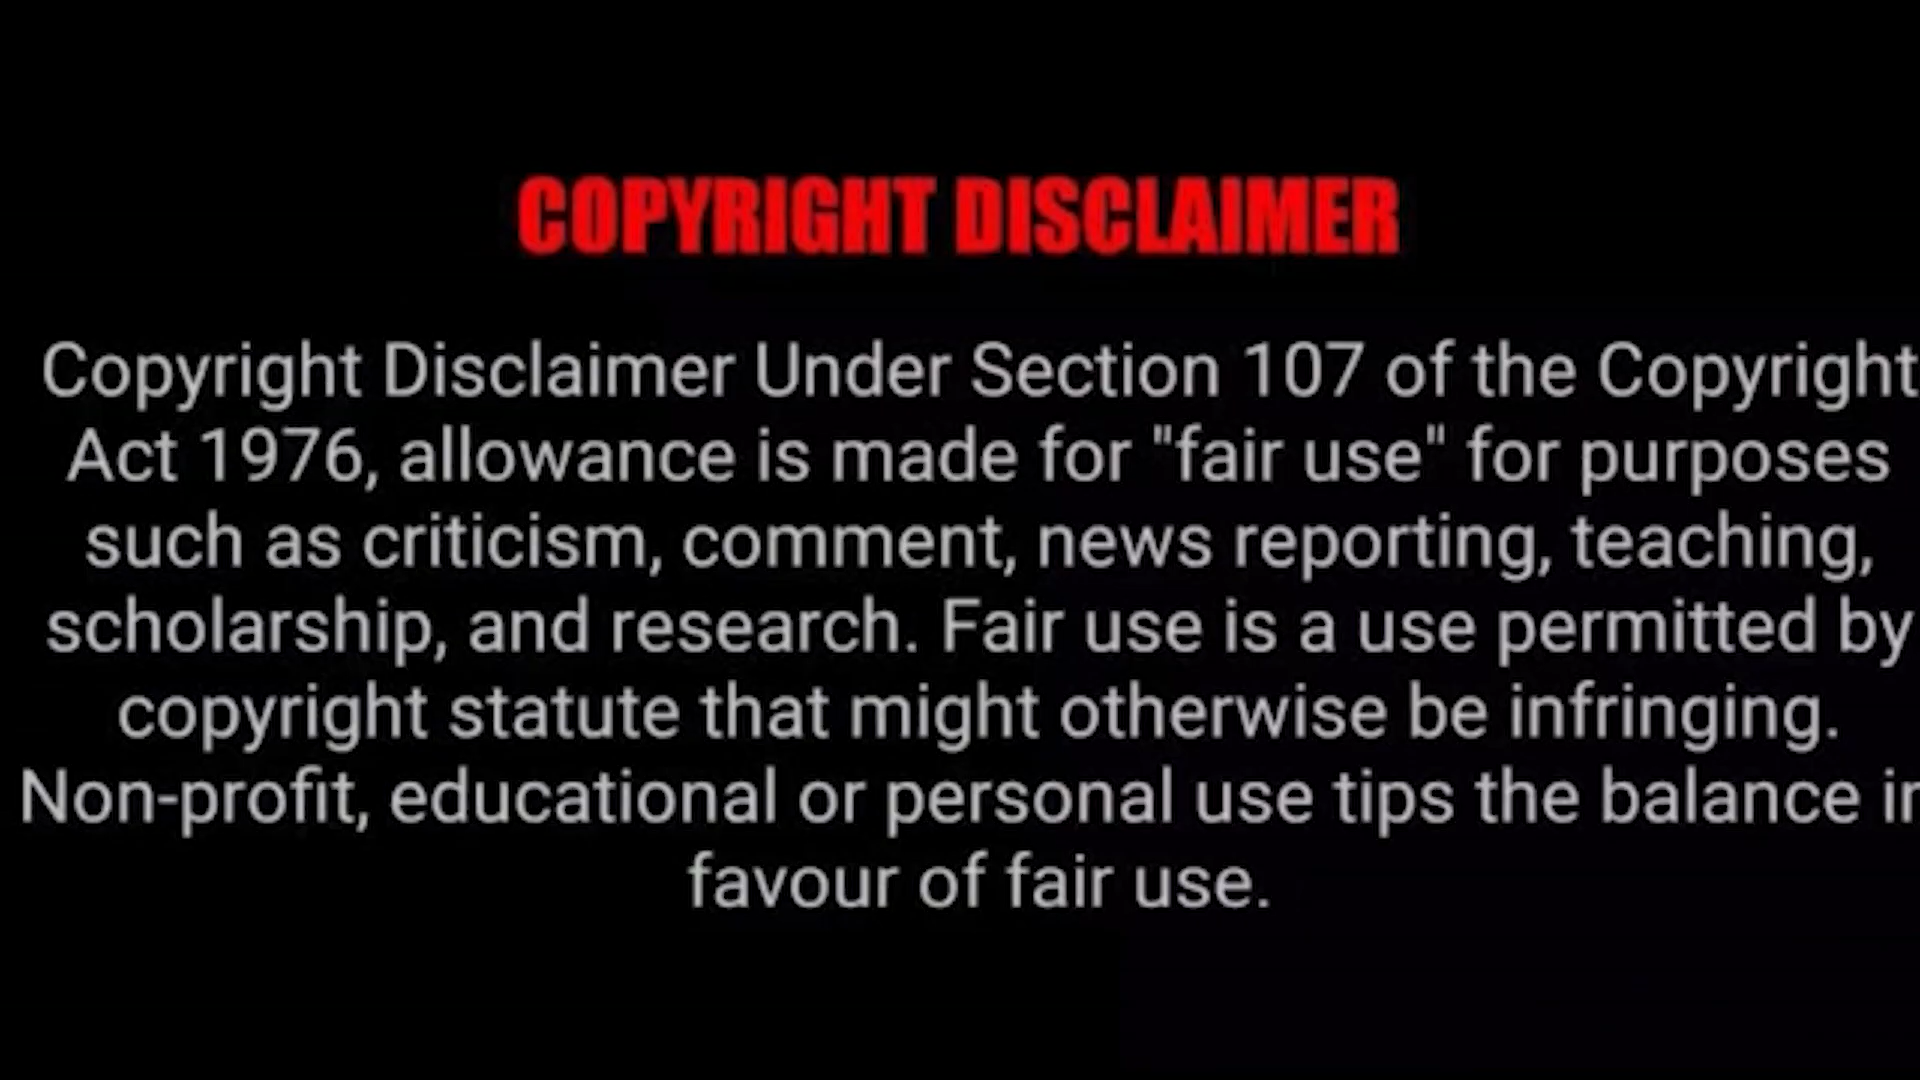 COPYRIGHT DISCLAIMER
Copyright Disclaimer Under Section 107 of the Copyright
Act 1976, allowance is made for "fair use" for purposes
such as criticism, comment, news reporting, teaching,
scholarship, and research. Fair use is a use permitted by
copyright statute that might otherwise be infringing.
Non-profit, educational or personal use tips the balance in
favour of fair use.